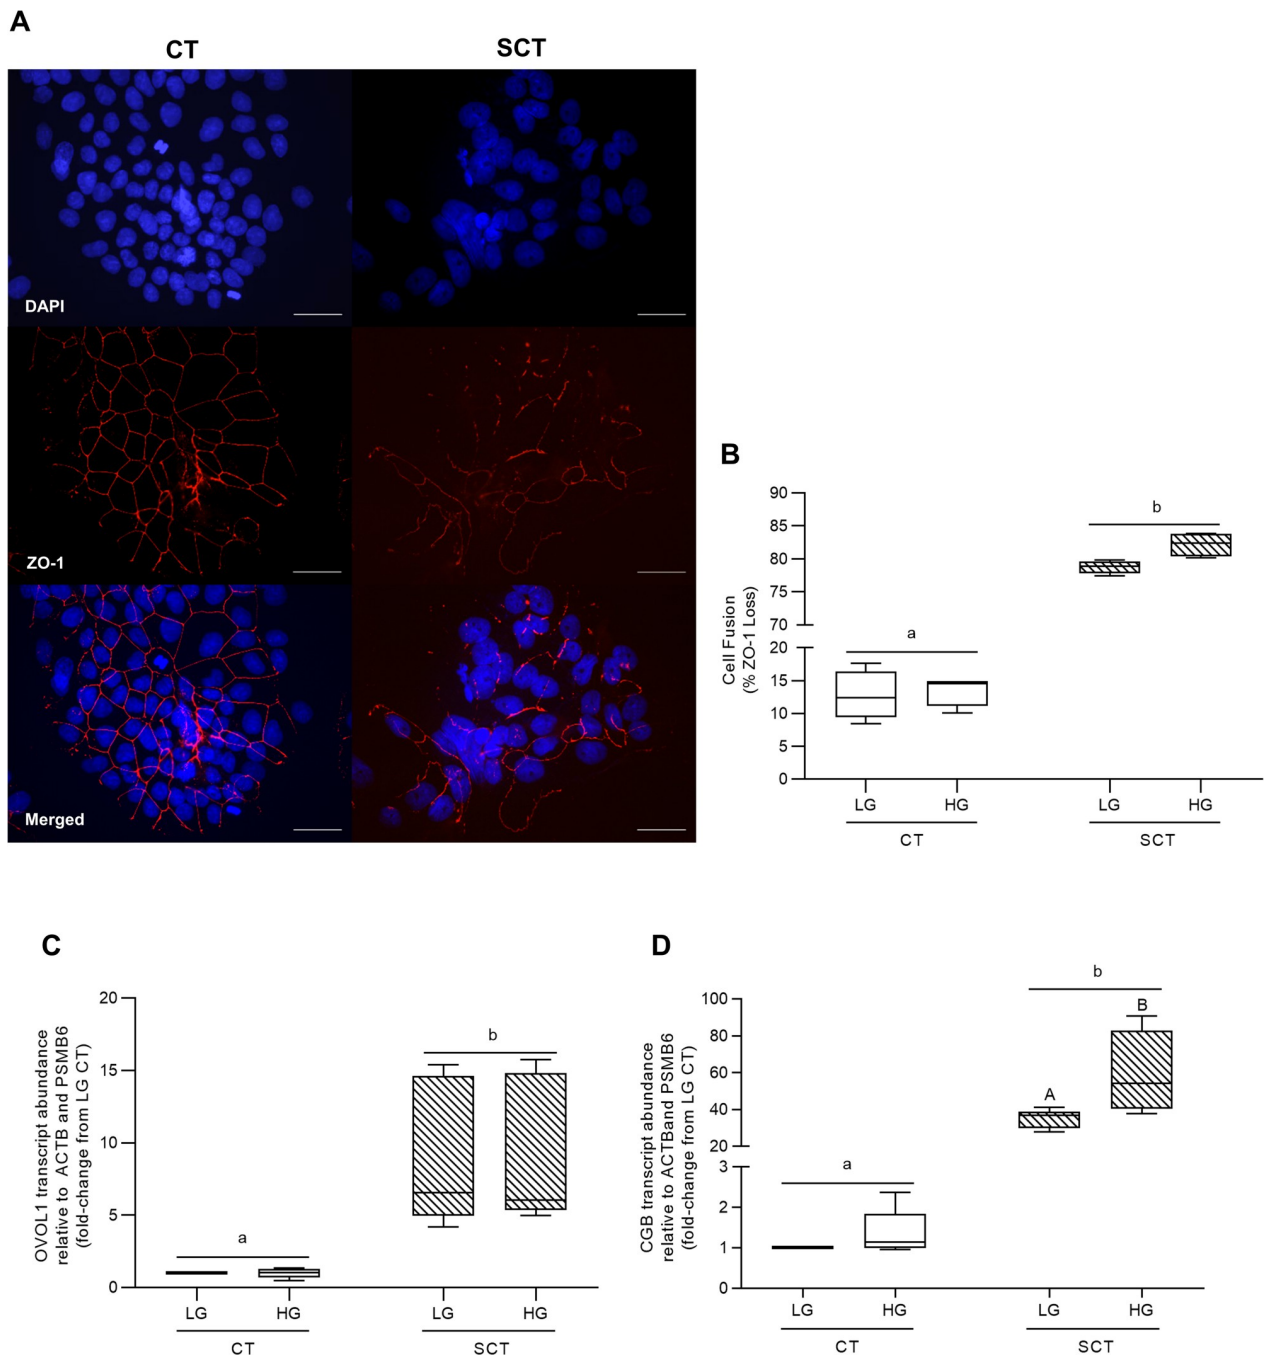 A
CT
SCT
DAPI
ZO-1
Merged
B
Cell Fusion
(% ZO-1 Loss)
90
85
80
75
70
20
15
10
5
0
a
b
LG
HG
LG
HG
CT
SCT
C
OVOL1 transcript abundance
relative to ACTB and PSMB6
(fold-change from LG CT)
20
15
10
5
0
a
b
LG
HG
LG
HG
CT
SCT
D
CGB transcript abundance
relative to ACTBand PSMB6
(fold-change from LG CT)
100
80
60
40
20
3
2
1
0
a
b
A
B
LG
HG
LG
HG
CT
SCT